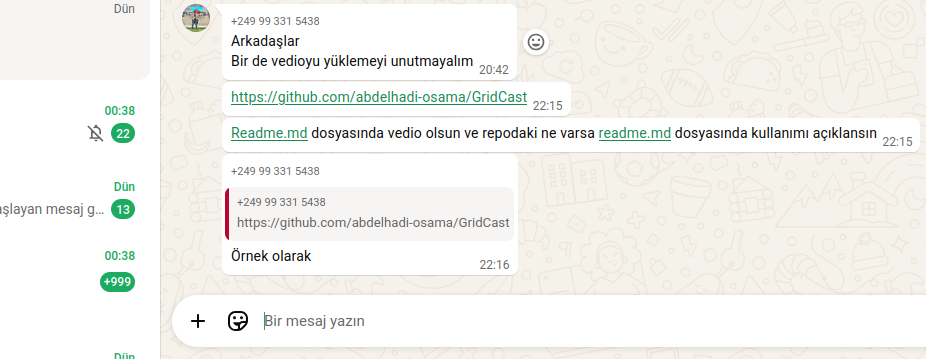 Dün
+249 99 331 5438
Arkadaşlar
Bir de vedioyu yüklemeyi unutmayalım 20:42
https://github.com/abdelhadi-osama/GridCast 22:15
00:38
22
Readme.md dosyasında vedio olsun ve repodaki ne varsa readme.md dosyasında kullanımı açıklansın 22:15
+249 99 331 5438
Dün
+249 99 331 5438
aşlayan mesaj g... 13
https://github.com/abdelhadi-osama/GridCast
00:38
Örnek olarak 22:16
+999
Bir mesaj yazın
Dün